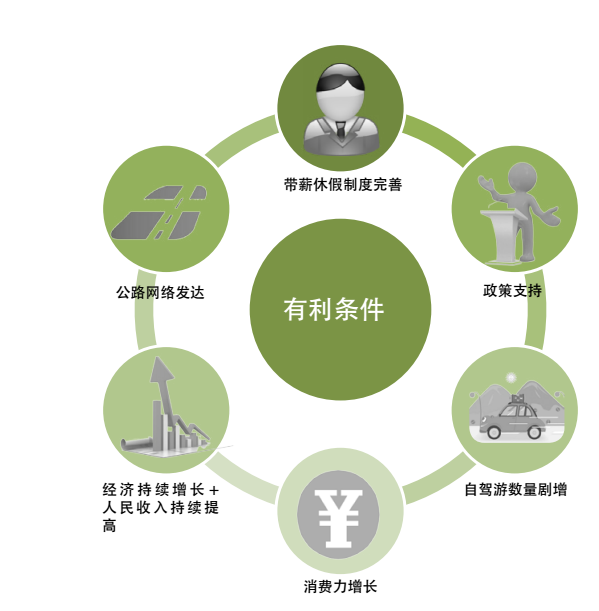 带薪休假制度完善
政策支持
公路网络发达
有利条件
自驾游数量剧增
经济持续增长+
人民收入持续提
高
消费力增长